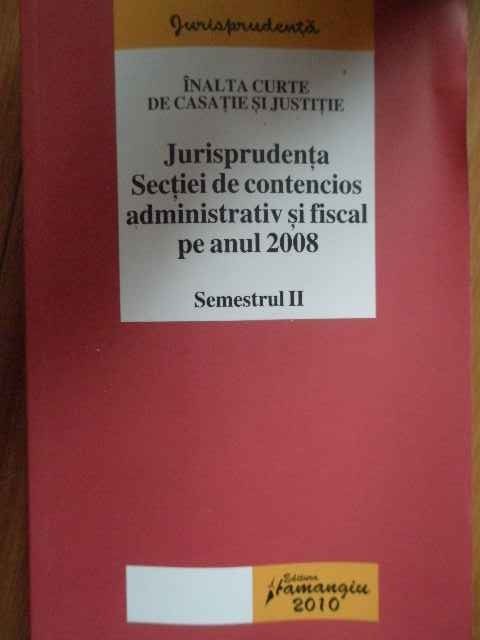 Jurisprudență
ÎNALTA CURTE
DE CASAȚIE ȘI JUSTIȚIE
Jurisprudența
Secției de contencios
administrativ și fiscal
pe anul 2008
Semestrul II
Editura
Hamangiu
2010